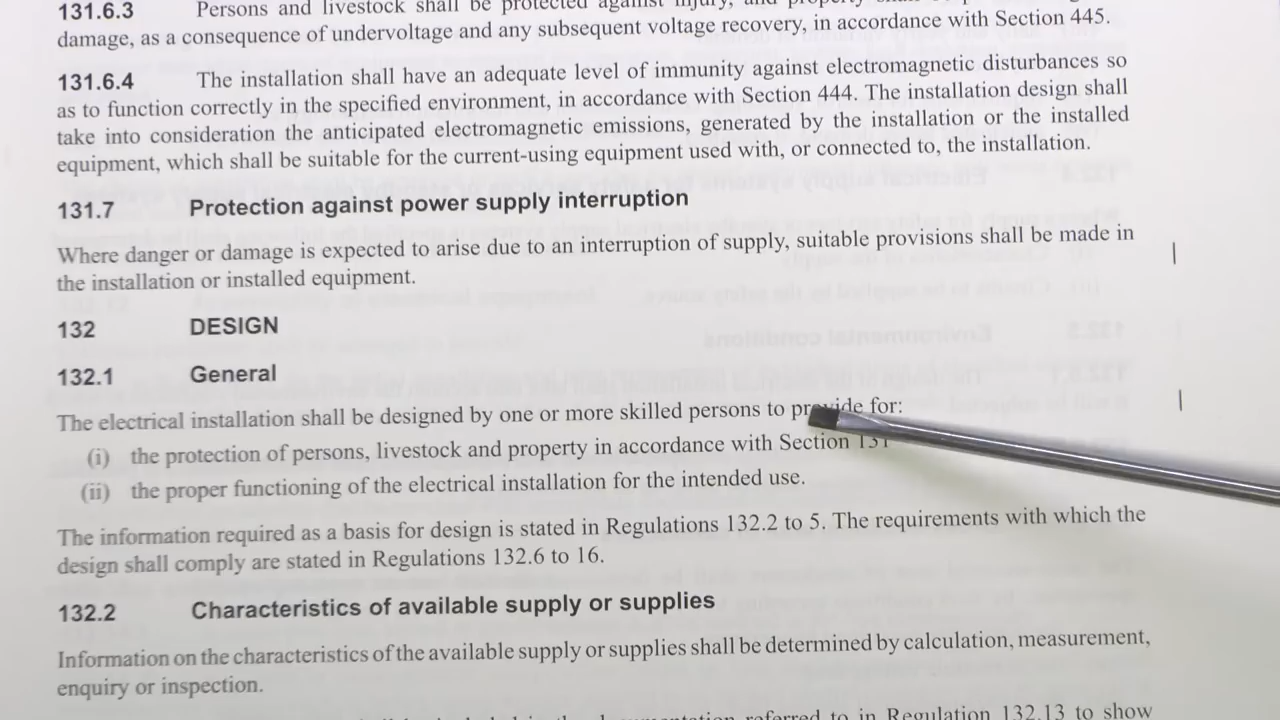 131.6.3 Persons and livestock shall be protected against injury, and property
damage, as a consequence of undervoltage and any subsequent voltage recovery, in accordance with Section 445.
131.6.4 The installation shall have an adequate level of immunity against electromagnetic disturbances so
as to function correctly in the specified environment, in accordance with Section 444. The installation design shall
take into consideration the anticipated electromagnetic emissions, generated by the installation or the installed
equipment, which shall be suitable for the current-using equipment used with, or connected to, the installation.
131.7 Protection against power supply interruption
Where danger or damage is expected to arise due to an interruption of supply, suitable provisions shall be made in
the installation or installed equipment.
132 DESIGN
132.1 General
The electrical installation shall be designed by one or more skilled persons to provide for:
(i) the protection of persons, livestock and property in accordance with Section 131
(ii) the proper functioning of the electrical installation for the intended use.
The information required as a basis for design is stated in Regulations 132.2 to 5. The requirements with which the
design shall comply are stated in Regulations 132.6 to 16.
132.2 Characteristics of available supply or supplies
Information on the characteristics of the available supply or supplies shall be determined by calculation, measurement,
enquiry or inspection.
referred to in Regulation 132.13 to show